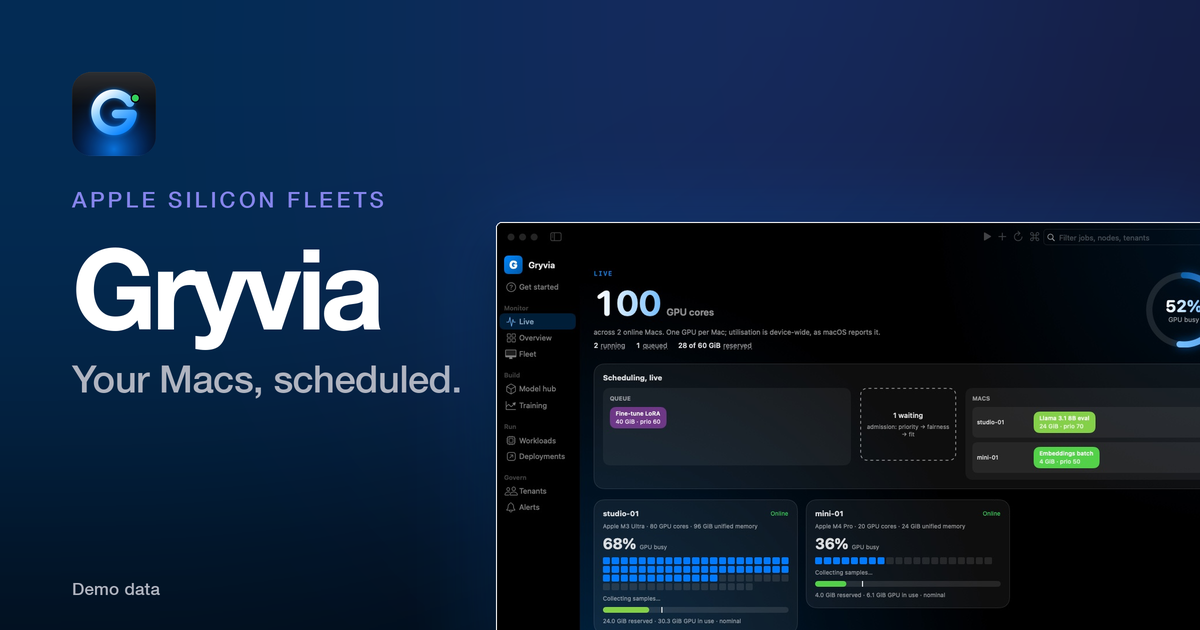 G
APPLE SILICON FLEETS
Gryvia
Your Macs, scheduled.
Demo data
Filter jobs, nodes, tenants
G Gryvia
Get started
Monitor
Live
Overview
Fleet
Build
Model hub
Training
Run
Workloads
Deployments
Govern
Tenants
Alerts
LIVE
100 GPU cores
across 2 online Macs. One GPU per Mac; utilisation is device-wide, as macOS reports it.
2 running 1 queued 28 of 60 GiB reserved
52%
GPU busy
Scheduling, live
QUEUE
Fine-tune LoRA
40 GiB · prio 60
1 waiting
admission: priority → fairness
→ fit
MACS
studio-01
Llama 3.1 8B eval
24 GiB · prio 70
mini-01
Embeddings batch
4 GiB · prio 50
studio-01 Online
Apple M3 Ultra · 80 GPU cores · 96 GiB unified memory
68% GPU busy
Collecting samples...
24.0 GiB reserved · 30.3 GiB GPU in use · nominal
mini-01 Online
Apple M4 Pro · 20 GPU cores · 24 GiB unified memory
36% GPU busy
Collecting samples...
4.0 GiB reserved · 6.1 GiB GPU in use · nominal